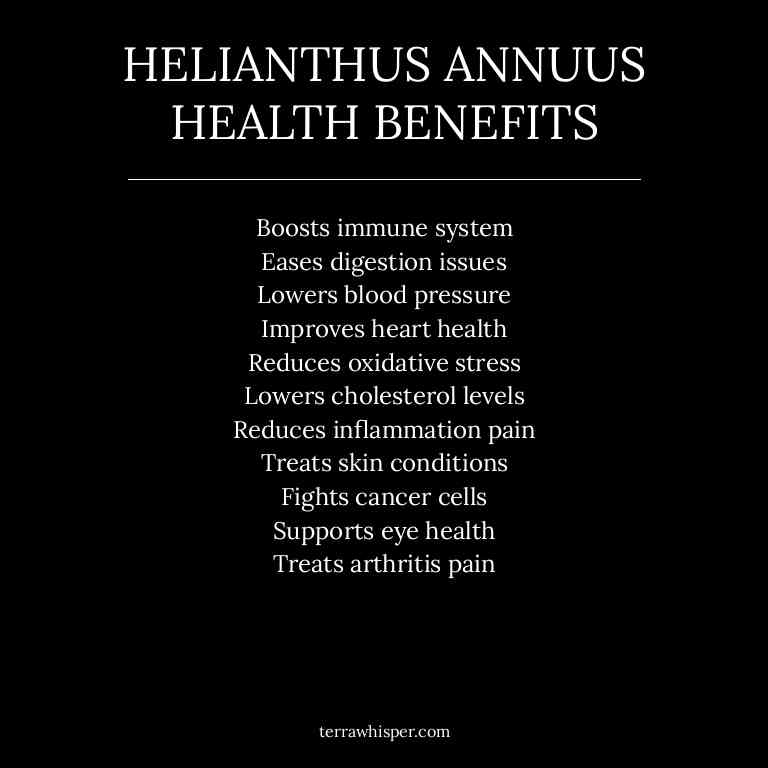 HELIANTHUS ANNUUS
HEALTH BENEFITS
Boosts immune system
Eases digestion issues
Lowers blood pressure
Improves heart health
Reduces oxidative stress
Lowers cholesterol levels
Reduces inflammation pain
Treats skin conditions
Fights cancer cells
Supports eye health
Treats arthritis pain
terrawhisper.com